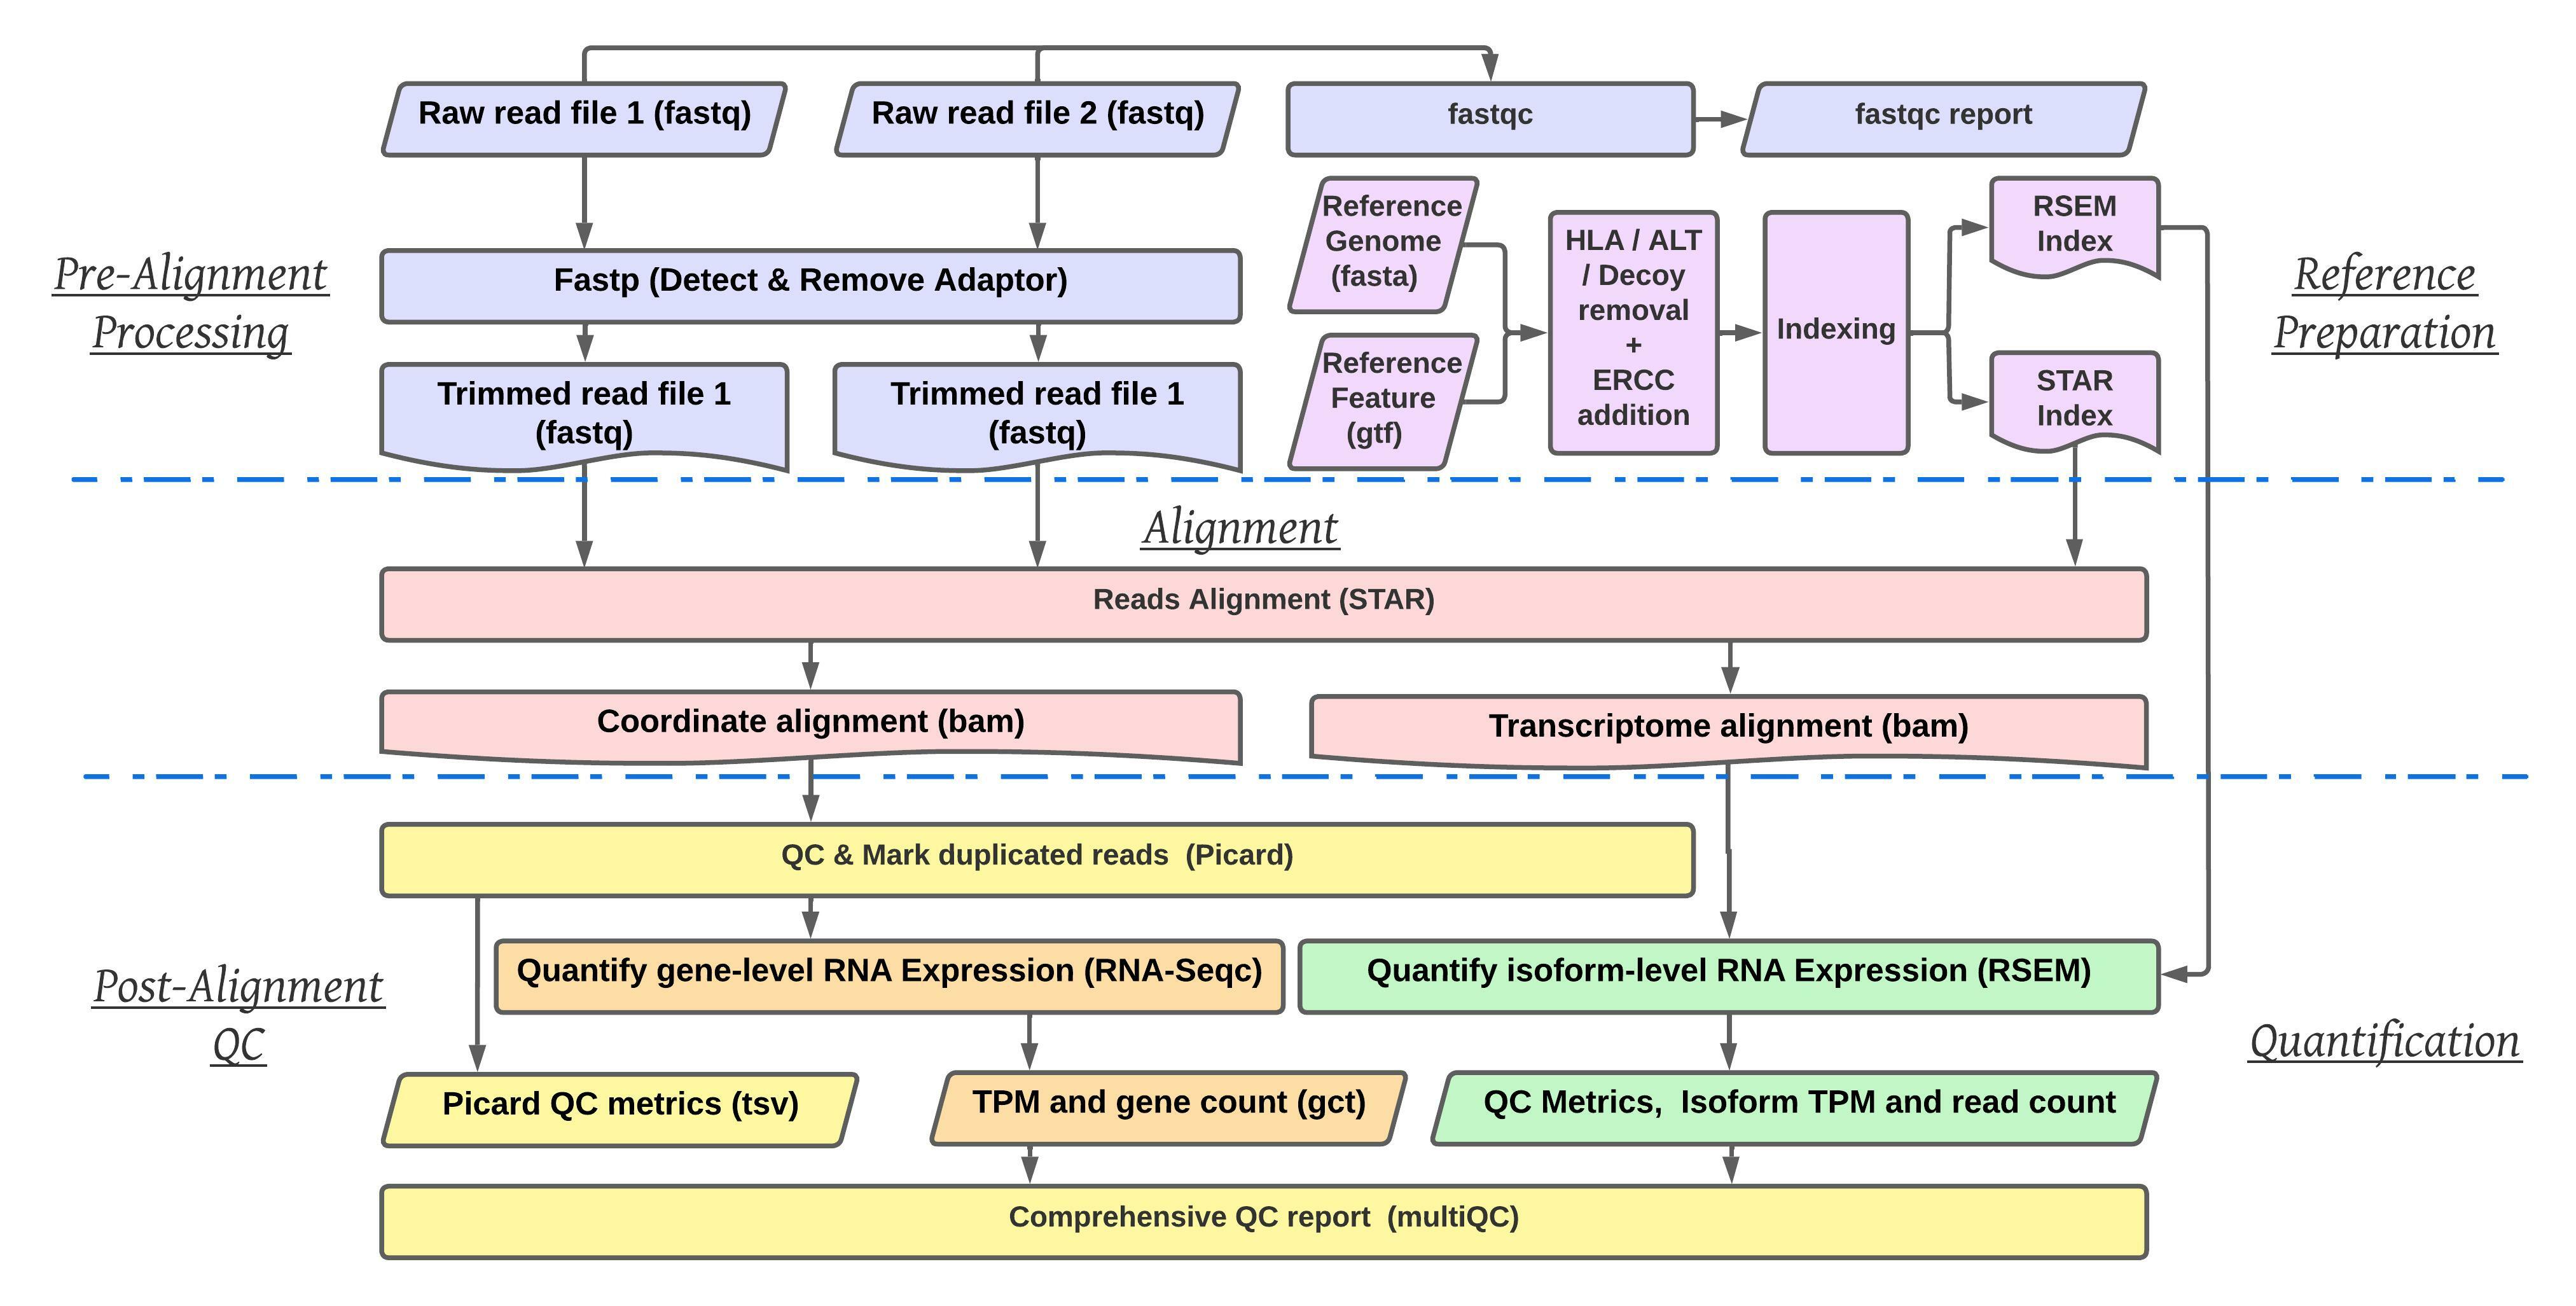 Raw read file 1 (fastq)
Raw read file 2 (fastq)
fastqc
fastqc report
Pre-Alignment
Processing
Fastp (Detect & Remove Adaptor)
Trimmed read file 1
(fastq)
Trimmed read file 1
(fastq)
Reference
Genome
(fasta)
Reference
Feature
(gtf)
HLA / ALT
/ Decoy
removal
+
ERCC
addition
Indexing
RSEM
Index
STAR
Index
Reference
Preparation
Alignment
Reads Alignment (STAR)
Coordinate alignment (bam)
Transcriptome alignment (bam)
QC & Mark duplicated reads  (Picard)
Quantify gene-level RNA Expression (RNA-Seqc)
Quantify isoform-level RNA Expression (RSEM)
Post-Alignment
QC
Quantification
Picard QC metrics (tsv)
TPM and gene count (gct)
QC Metrics,  Isoform TPM and read count
Comprehensive QC report  (multiQC)